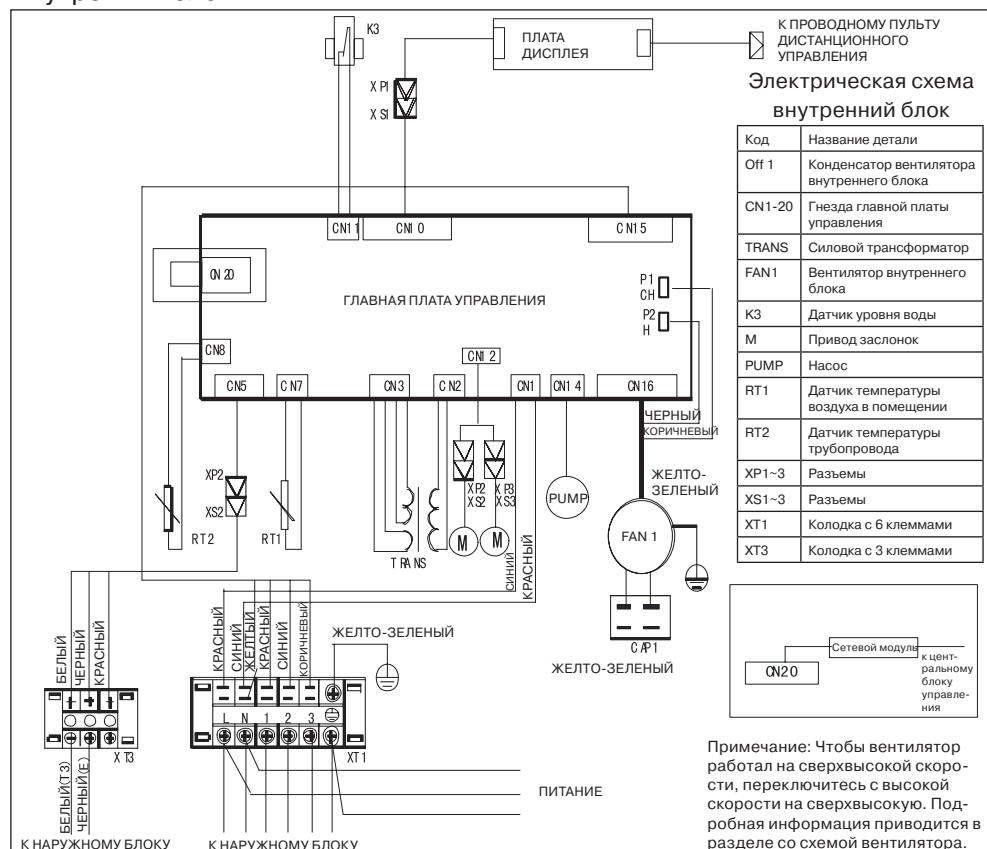 К3
ПЛАТА
ДИСПЛЕЯ
К ПРОВОДНОМУ ПУЛЬТУ
ДИСТАНЦИОННОГО
УПРАВЛЕНИЯ
XP1
XS1
Электрическая схема
внутренний блок
Код Название детали
Off 1 Конденсатор вентилятора
внутреннего блока
CN1-20 Гнезда главной платы
управления
TRANS Силовой трансформатор
FAN1 Вентилятор внутреннего
блока
К3 Датчик уровня воды
М Привод заслонок
PUMP Насос
RT1 Датчик температуры
воздуха в помещении
RT2 Датчик температуры
трубопровода
XP1~3 Разъемы
XS1~3 Разъемы
XT1 Колодка с 6 клеммами
XT3 Колодка с 3 клеммами
CN11
CN10
CN15
CN20
ГЛАВНАЯ ПЛАТА УПРАВЛЕНИЯ
P1
CH
P2
H
CN8
CN12
CN5
CN7
CN3
CN2
CN1
CN14
CN16
ЧЕРНЫЙ
КОРИЧНЕВЫЙ
ЖЕЛТО-
ЗЕЛЕНЫЙ
XP2
XS2
RT2
RT1
TRANS
XP2
XS2
XP3
XS3
M
M
PUMP
FAN 1
СИНИЙ
КРАСНЫЙ
CAP1
ЖЕЛТО-ЗЕЛЕНЫЙ
БЕЛЫЙ
ЧЕРНЫЙ
КРАСНЫЙ
КРАСНЫЙ
СИНИЙ
ЖЕЛТЫЙ
КРАСНЫЙ
СИНИЙ
КОРИЧНЕВЫЙ
ЖЕЛТО-ЗЕЛЕНЫЙ
L N 1 2 3
XT3
XT1
БЕЛЫЙ(T3)
ЧЕРНЫЙ(E)
ПИТАНИЕ
К НАРУЖНОМУ БЛОКУ
К НАРУЖНОМУ БЛОКУ
CN20
Сетевой модуль
к цент-
ральному
блоку
управле-
ния
Примечание: Чтобы вентилятор
работал на сверхвысокой скоро-
сти, переключитесь с высокой
скорости на сверхвысокую. Под-
робная информация приводится в
разделе со схемой вентилятора.